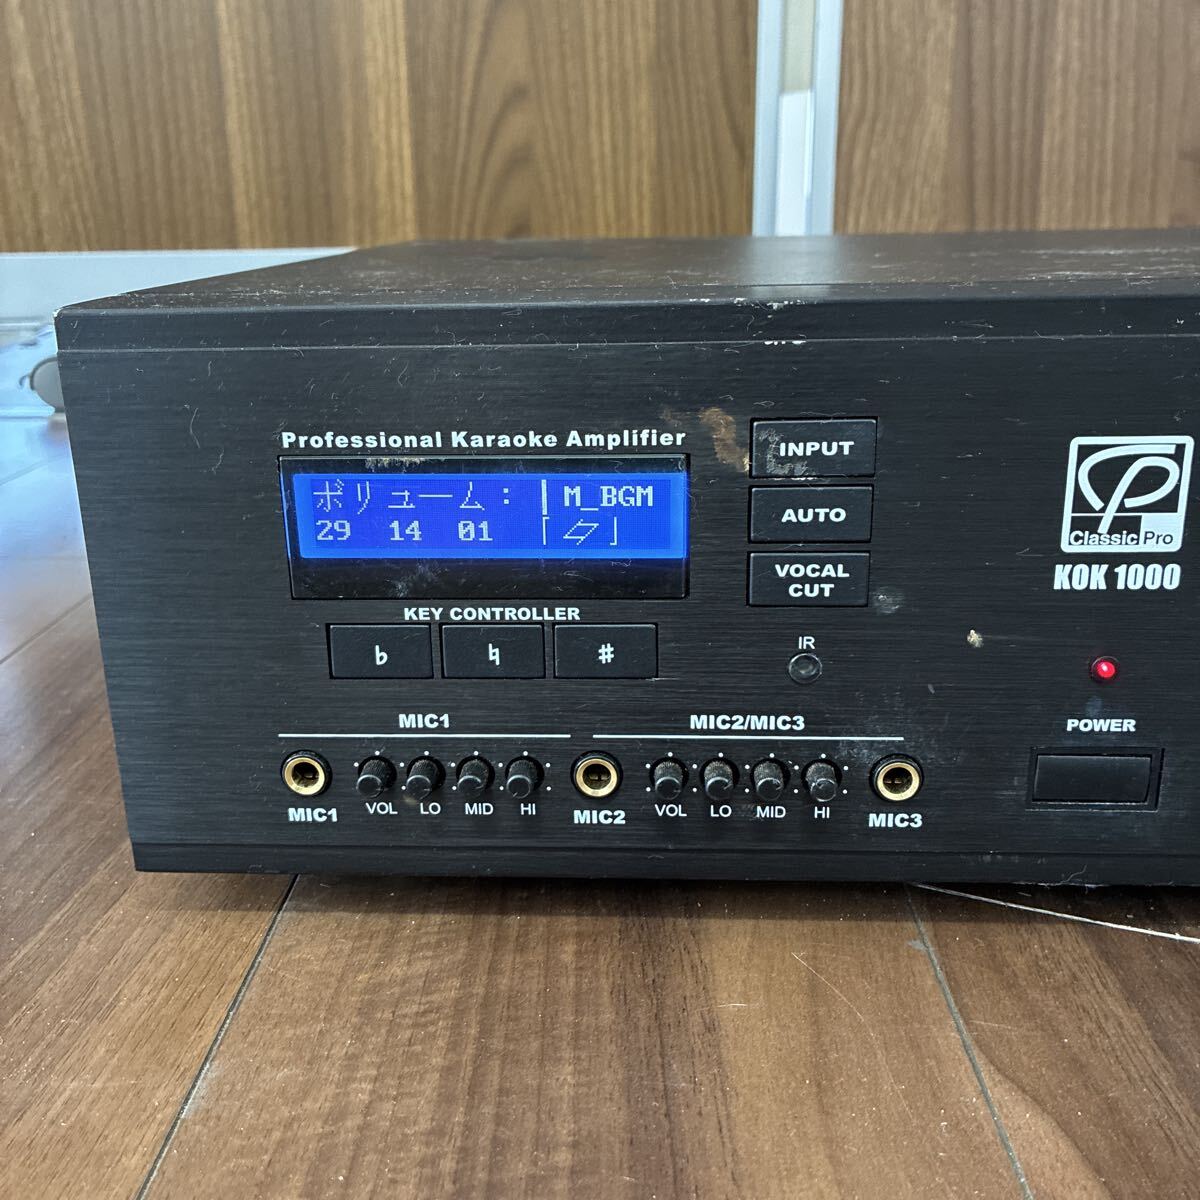 Professional Karaoke Amplifier
ボリューム: M_BGM
29 14 01
KEY CONTROLLER
♭ ♮ ♯
INPUT
AUTO
VOCAL
CUT
IR
CP
Classic Pro
KOK 1000
POWER
MIC1
MIC2/MIC3
MIC1 VOL LO MID HI MIC2 VOL LO MID HI MIC3